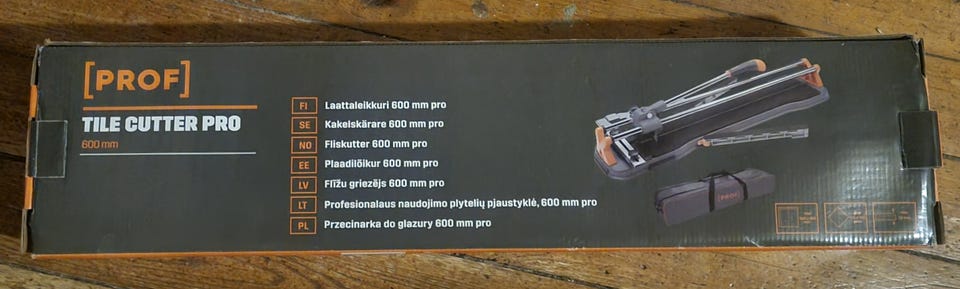 [PROF]
TILE CUTTER PRO
600 mm
FI Laattaleikkuri 600 mm pro
SE Kakelskärare 600 mm pro
NO Fliskutter 600 mm pro
EE Plaadilõikur 600 mm pro
LV Flīžu griezējs 600 mm pro
LT Profesionalaus naudojimo plytelių pjaustyklė, 600 mm pro
PL Przecinarka do glazury 600 mm pro
[PROF]